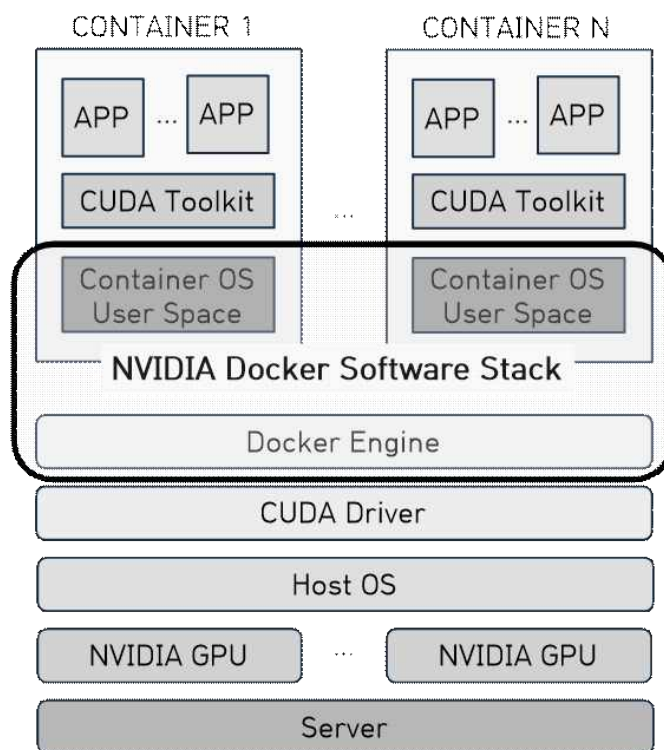 CONTAINER 1 CONTAINER N
APP ... APP APP ... APP
CUDA Toolkit ... CUDA Toolkit
Container OS Container OS
User Space User Space
NVIDIA Docker Software Stack
Docker Engine
CUDA Driver
Host OS
NVIDIA GPU ... NVIDIA GPU
Server